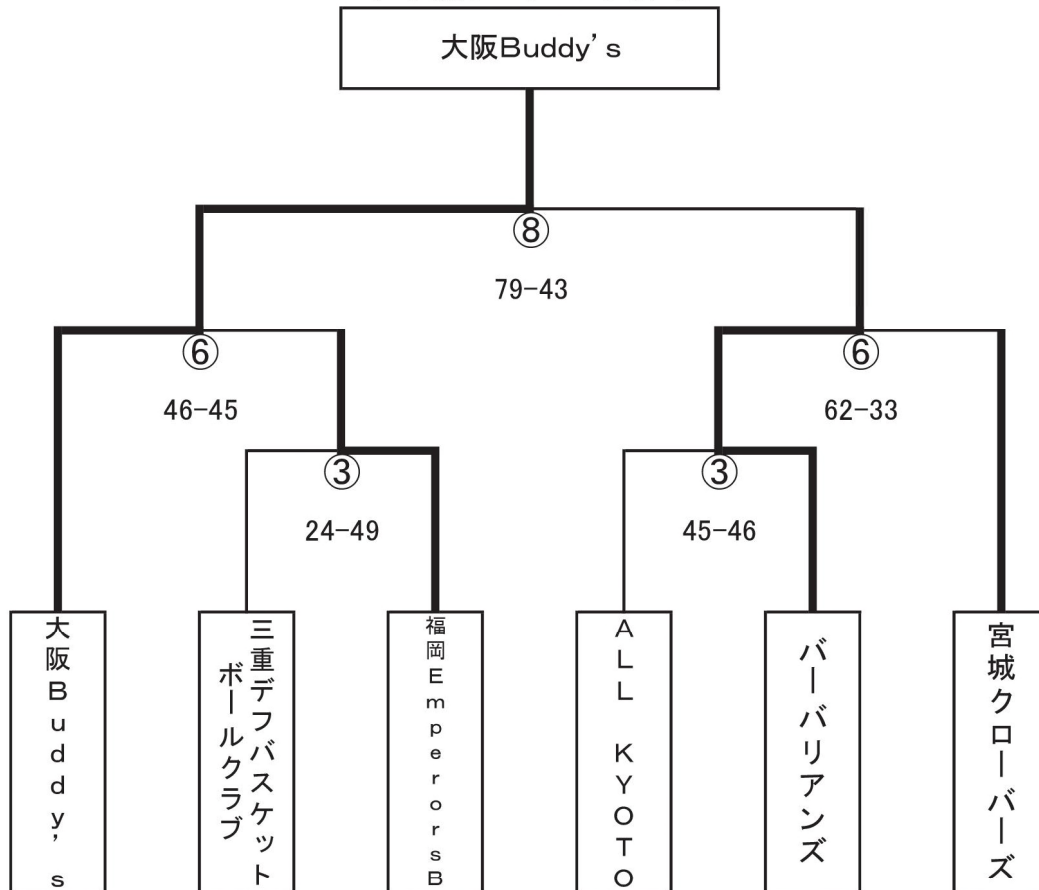 大阪Buddy's
⑧
79-43
⑥
46-45
⑥
62-33
③
24-49
③
45-46
大阪Buddy's
三重デフバスケット
ボールクラブ
福岡EmperorsB
ALL KYOTO
バーバリアンズ
宮城クローバーズ